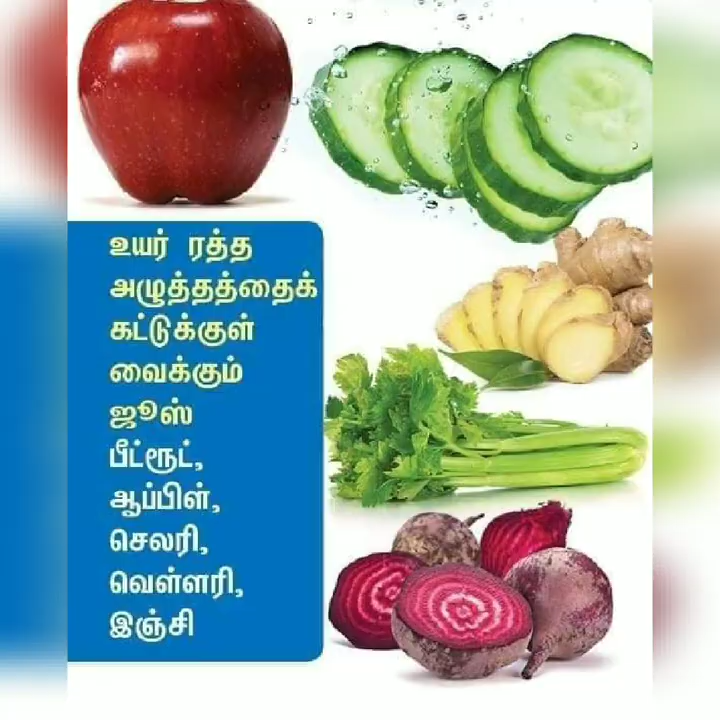 உயர் ரத்த
அழுத்தத்தைக்
கட்டுக்குள்
வைக்கும்
ஜூஸ்
பீட்ரூட்,
ஆப்பிள்,
செலரி,
வெள்ளரி,
இஞ்சி